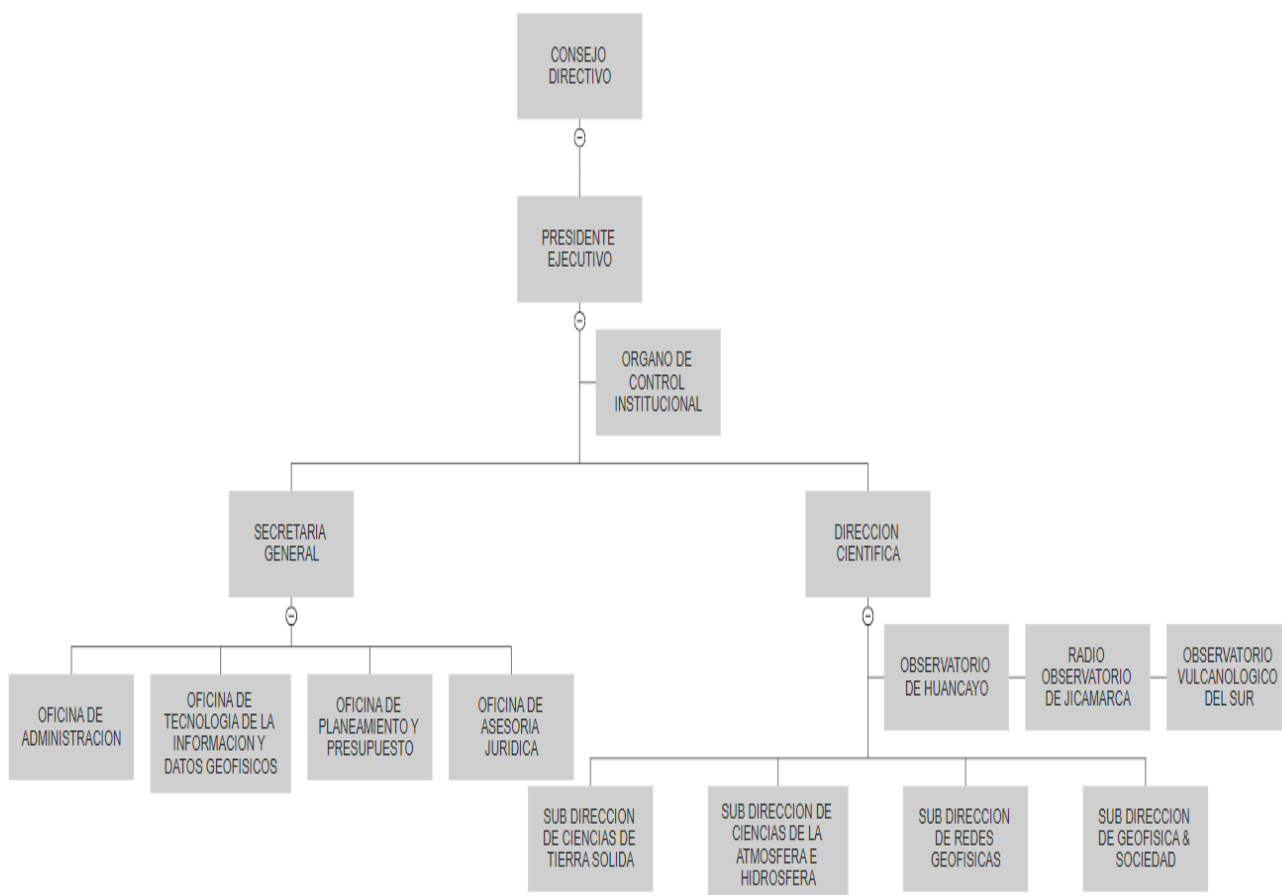 CONSEJO
DIRECTIVO
PRESIDENTE
EJECUTIVO
ORGANO DE
CONTROL
INSTITUCIONAL
SECRETARIA
GENERAL
DIRECCION
CIENTIFICA
OFICINA DE
ADMINISTRACION
OFICINA DE
TECNOLOGIA DE LA
INFORMACION Y
DATOS GEOFISICOS
OFICINA DE
PLANEAMIENTO Y
PRESUPUESTO
OFICINA DE
ASESORIA
JURIDICA
OBSERVATORIO
DE HUANCAYO
RADIO
OBSERVATORIO
DE JICAMARCA
OBSERVATORIO
VULCANOLOGICO
DEL SUR
SUB DIRECCION
DE CIENCIAS DE
TIERRA SOLIDA
SUB DIRECCION DE
CIENCIAS DE LA
ATMOSFERA E
HIDROSFERA
SUB DIRECCION
DE REDES
GEOFISICAS
SUB DIRECCION
DE GEOFISICA &
SOCIEDAD